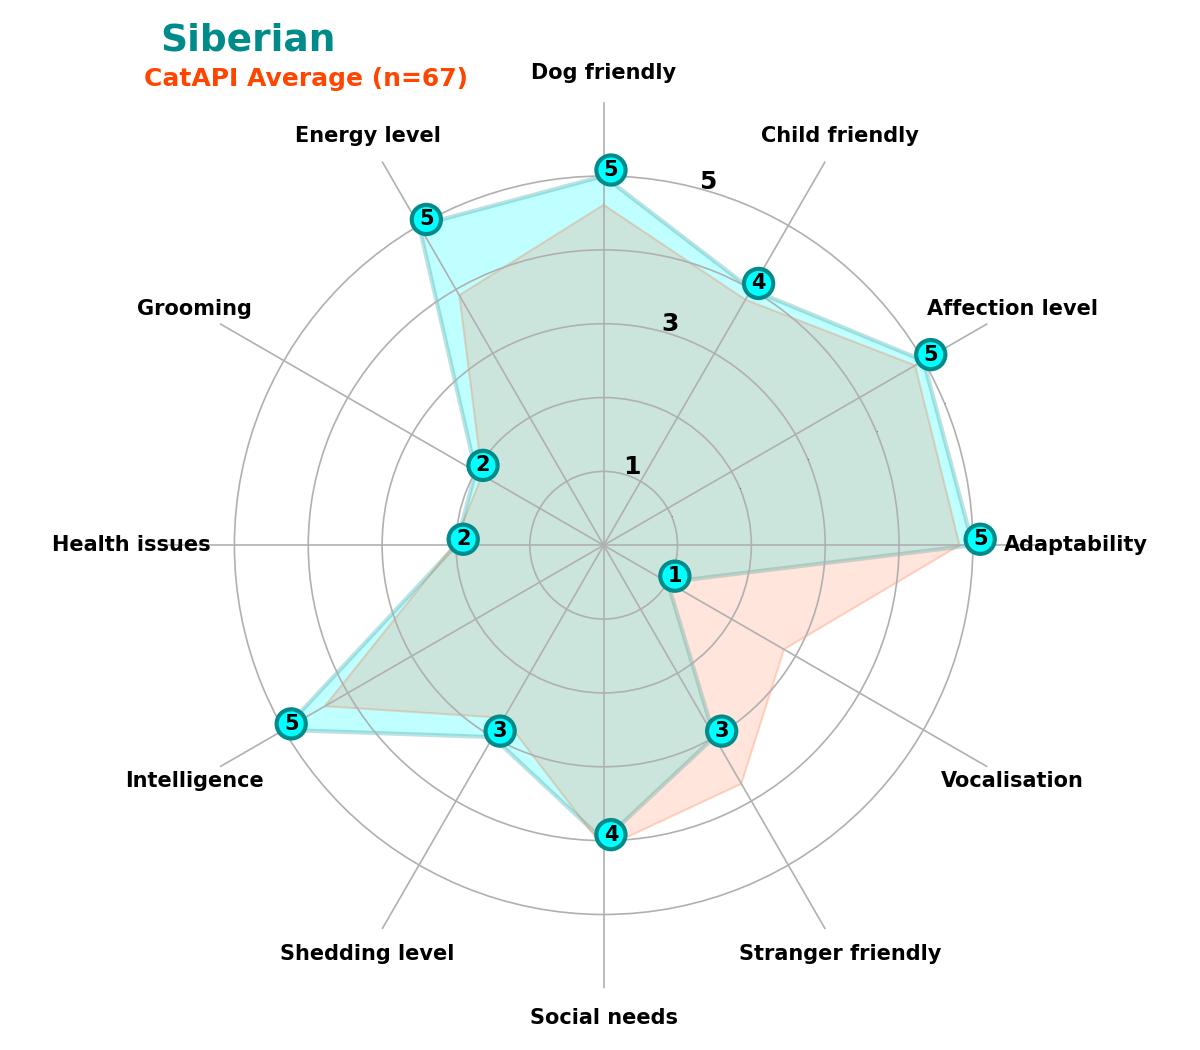 Siberian
CatAPI Average (n=67)
Dog friendly
Energy level
Child friendly
5
5
5
4
Grooming
Affection level
3
5
2
1
Health issues
2
5
Adaptability
1
5
3
3
Intelligence
Vocalisation
4
Shedding level
Stranger friendly
Social needs